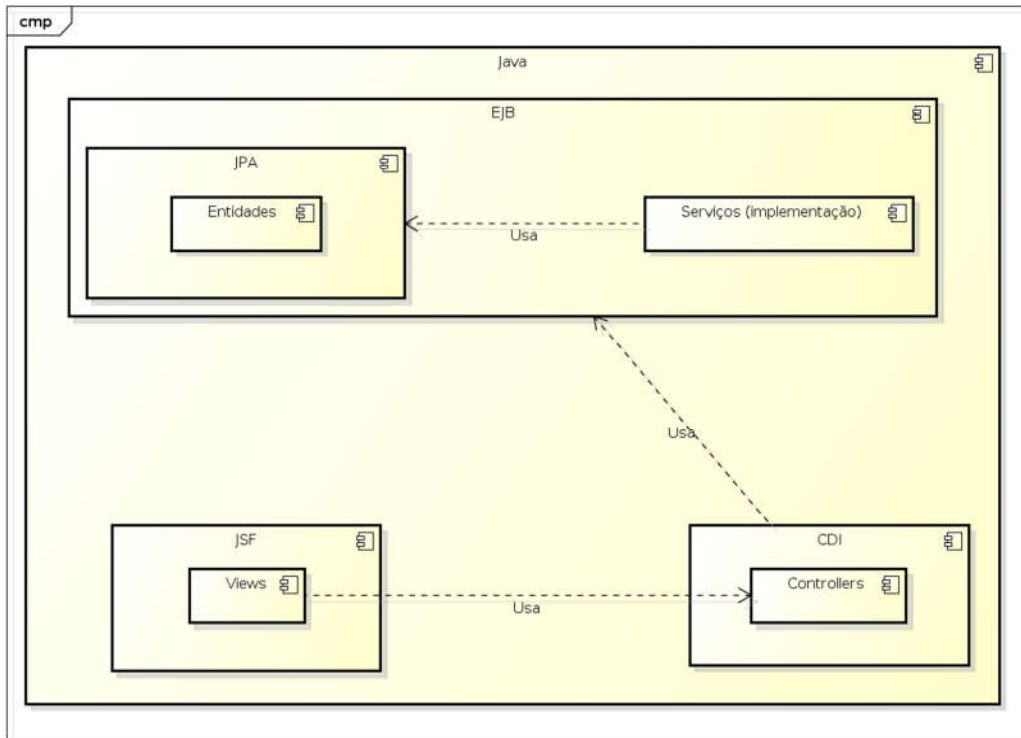 cmp
Java
EJB
JPA
Entidades
Serviços (implementação)
Usa
Usa
JSF
CDI
Views
Controllers
Usa